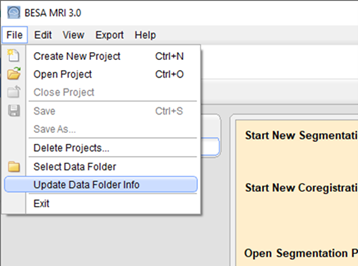 BESA MRI 3.0
File Edit View Export Help
Create New Project Ctrl+N
Open Project Ctrl+O
Close Project
Save Ctrl+S
Save As...
Delete Projects...
Select Data Folder
Update Data Folder Info
Exit
Start New Segmentati
Start New Coregistrati
Open Segmentation P